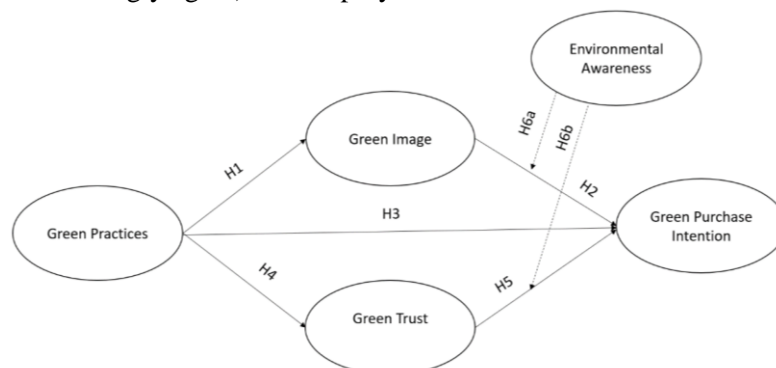 Environmental
Awareness
Green Image
H6a
H6b
H1
H2
H3
Green Practices
Green Purchase
Intention
H4
H5
Green Trust